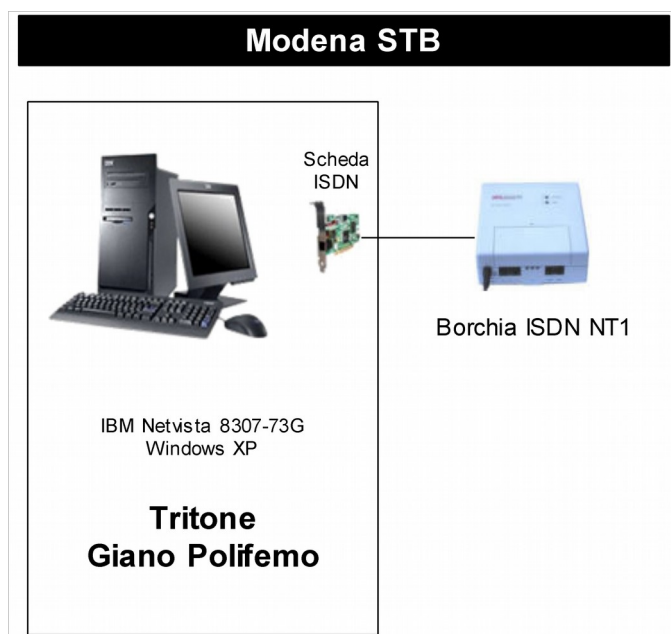 Modena STB
Scheda
ISDN
Borchia ISDN NT1
IBM Netvista 8307-73G
Windows XP
Tritone
Giano Polifemo